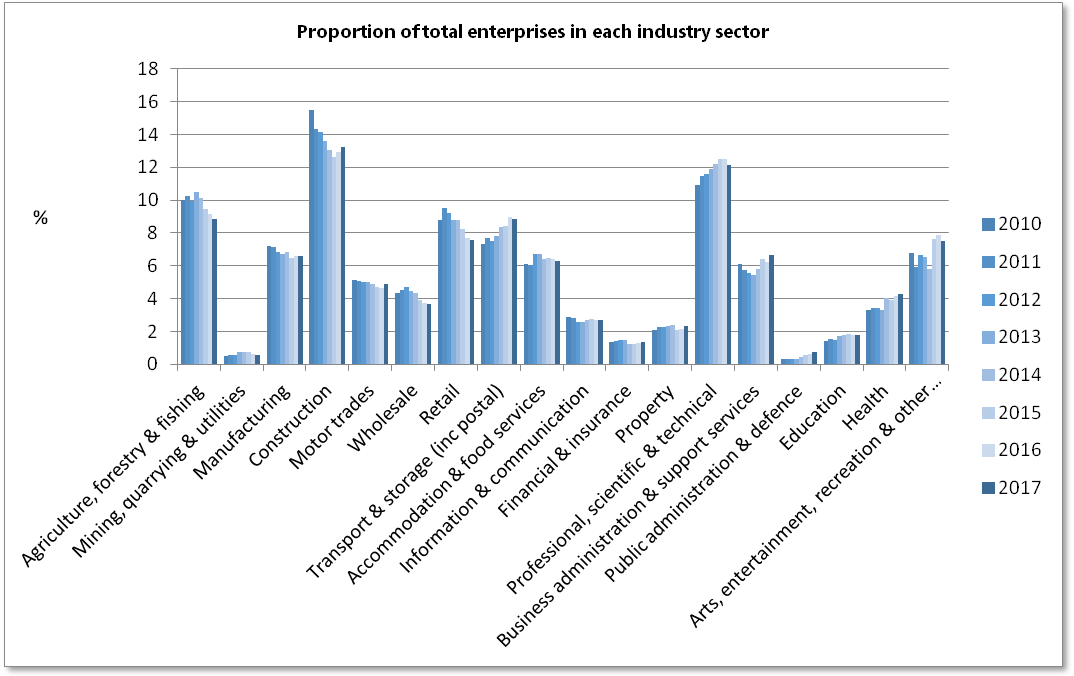 Proportion of total enterprises in each industry sector
18
16
14
12
10
8
6
4
2
0
%
Agriculture, forestry & fishing
Mining, quarrying & utilities
Manufacturing
Construction
Motor trades
Wholesale
Retail
Transport & storage (inc postal)
Accommodation & food services
Information & communication
Financial & insurance
Property
Professional, scientific & technical
Business administration & support services
Public administration & defence
Education
Health
Arts, entertainment, recreation & other...
2010
2011
2012
2013
2014
2015
2016
2017